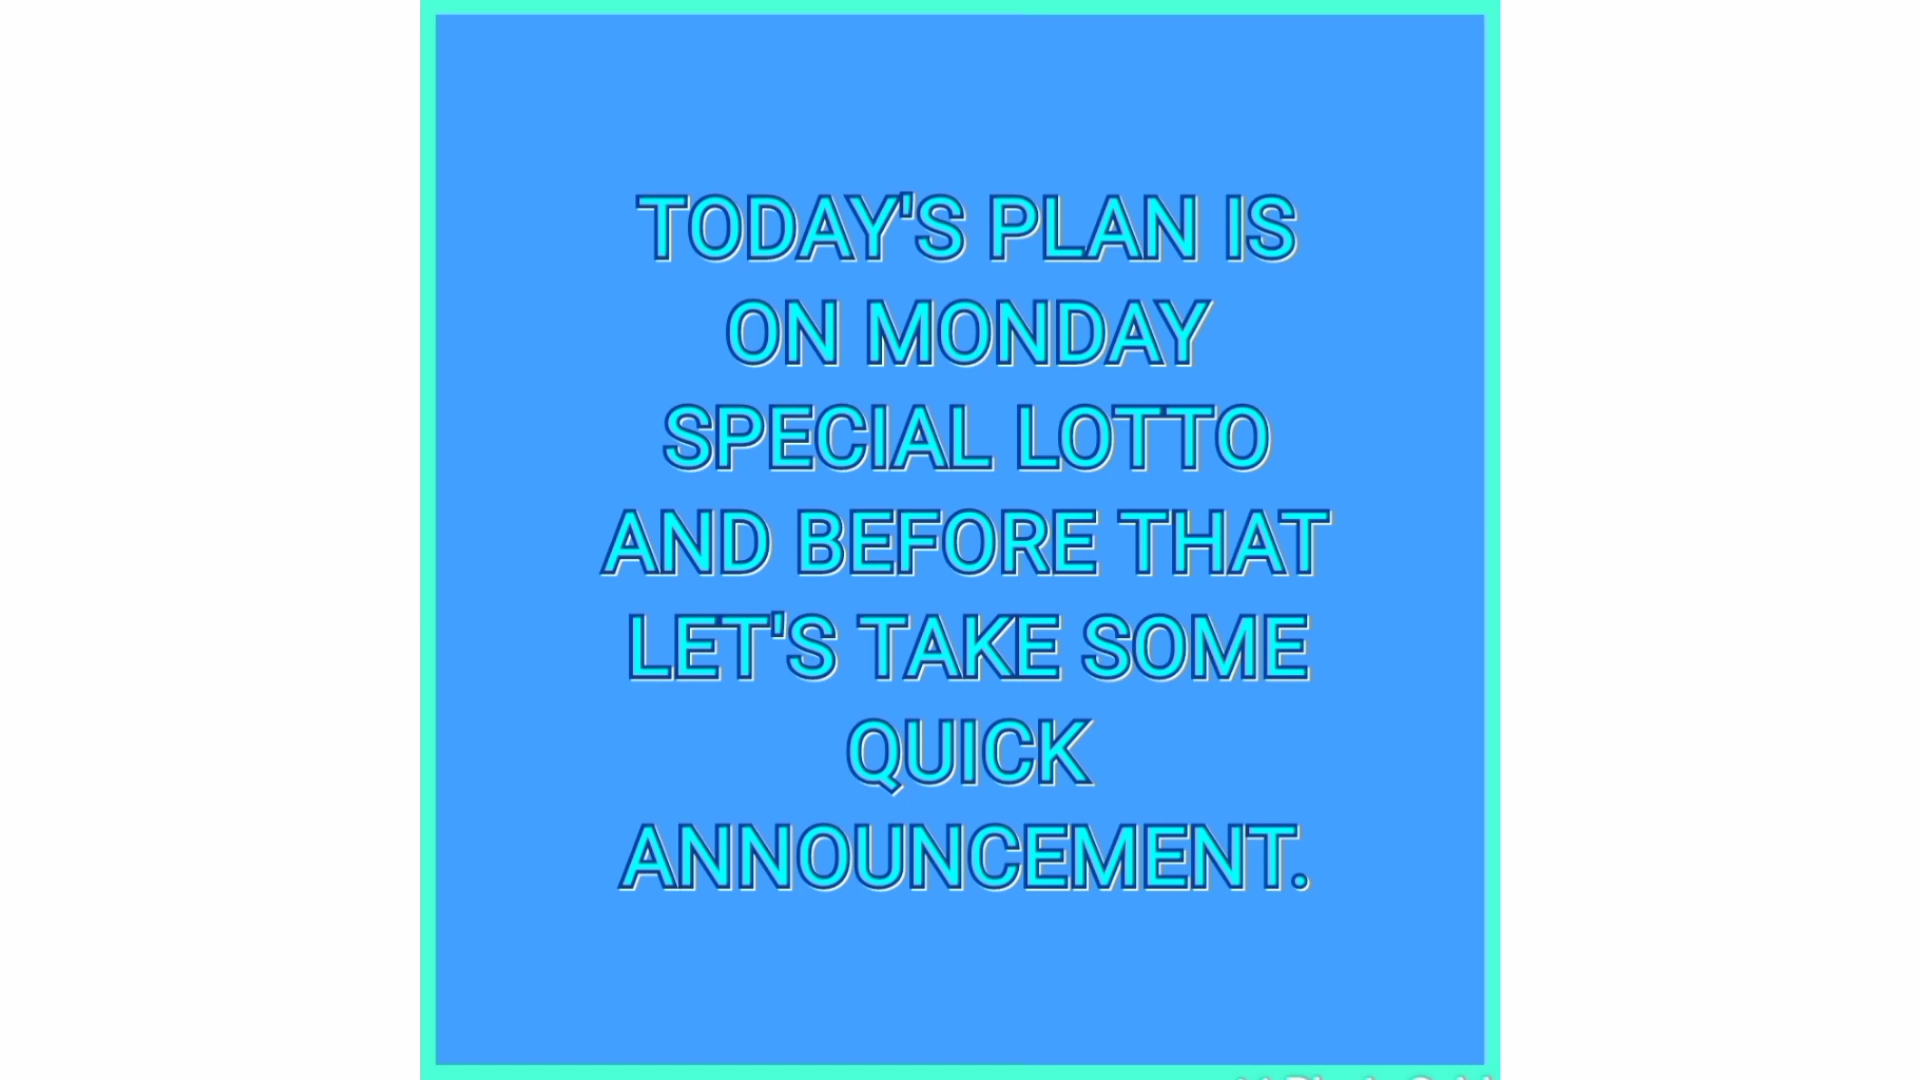 TODAY'S PLAN IS
ON MONDAY
SPECIAL LOTTO
AND BEFORE THAT
LET'S TAKE SOME
QUICK
ANNOUNCEMENT.